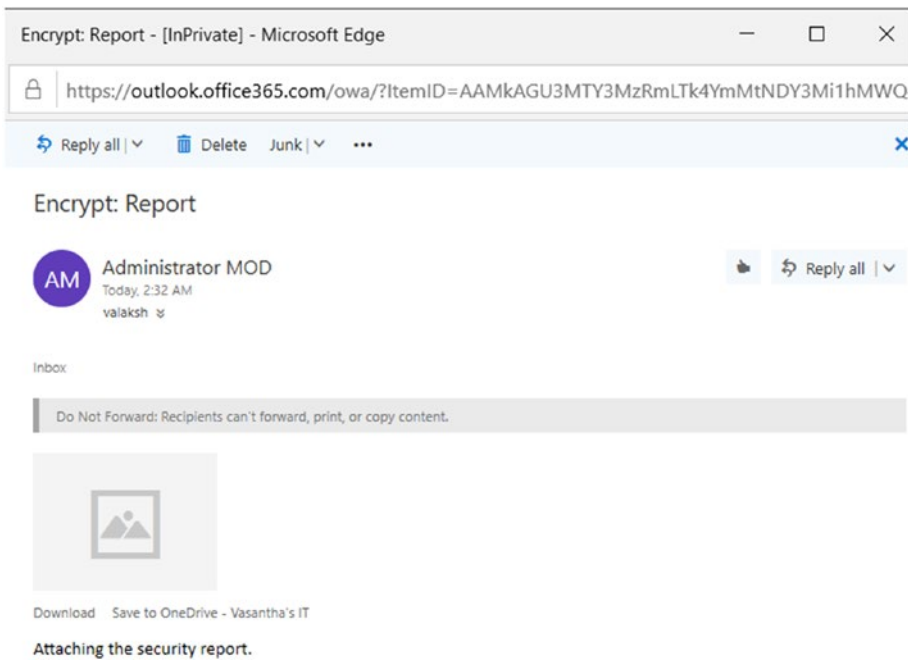 Encrypt: Report - [InPrivate] - Microsoft Edge
https://outlook.office365.com/owa/?ItemID=AAMkAGU3MTY3MzRmLTk4YmMtNDY3Mi1hMWQ
Reply all | Delete Junk | ...
Encrypt: Report
AM Administrator MOD
Today, 2:32 AM
Reply all |
valaksh
Inbox
Do Not Forward: Recipients can't forward, print, or copy content.
Download Save to OneDrive - Vasantha's IT
Attaching the security report.